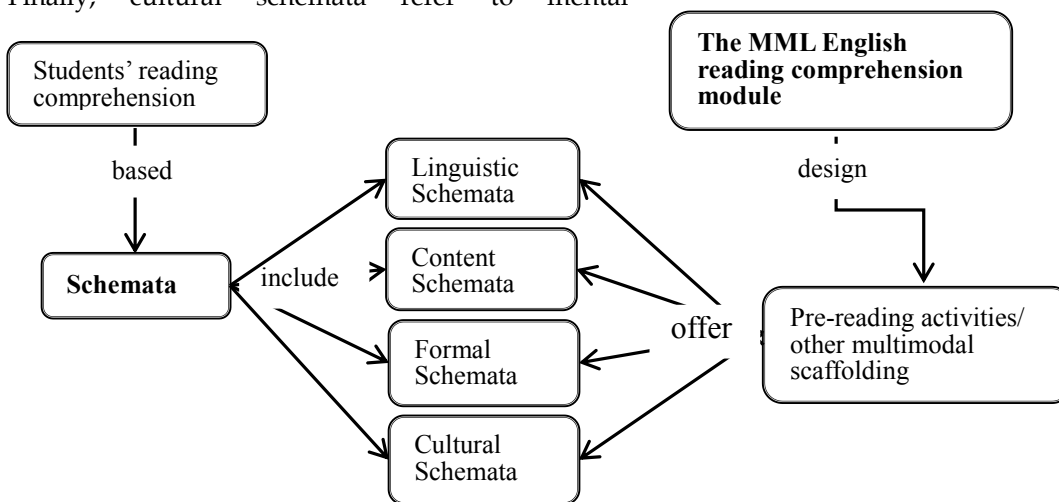 Finally, cultural schemata refer to mental
Students’ reading
comprehension
The MML English
reading comprehension
module
based
design
Linguistic
Schemata
Schemata
include
Content
Schemata
offer
Pre-reading activities/
other multimodal
scaffolding
Formal
Schemata
Cultural
Schemata